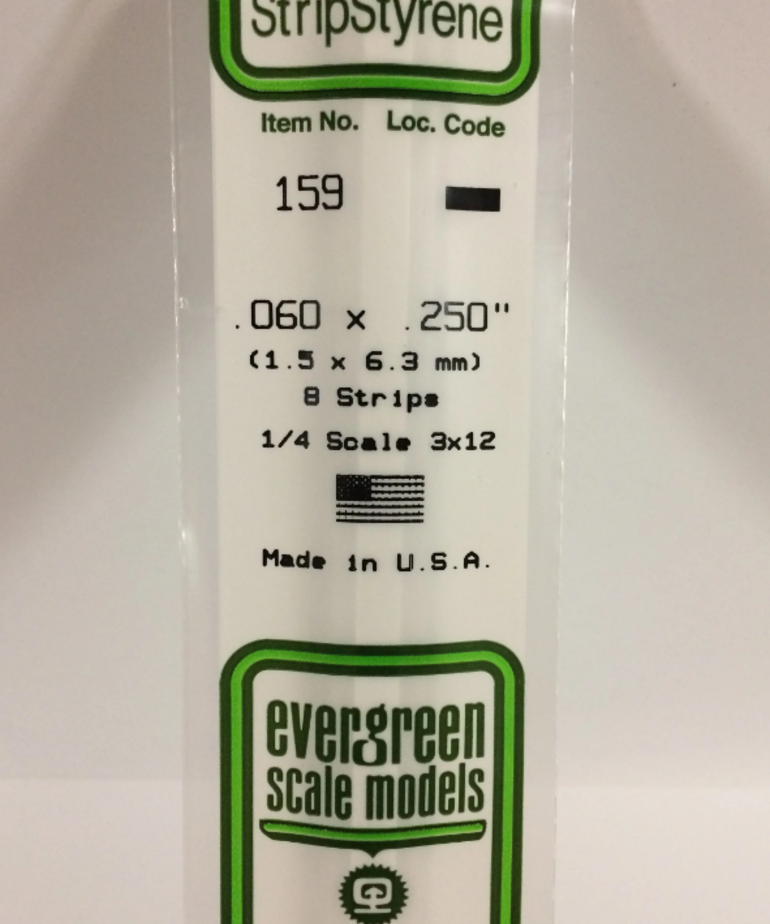 StripStyrene
Item No. Loc. Code
159
.060 x .250"
(1.5 x 6.3 mm)
8 Strips
1/4 Scale 3x12
Made in U.S.A.
evergreen
scale models